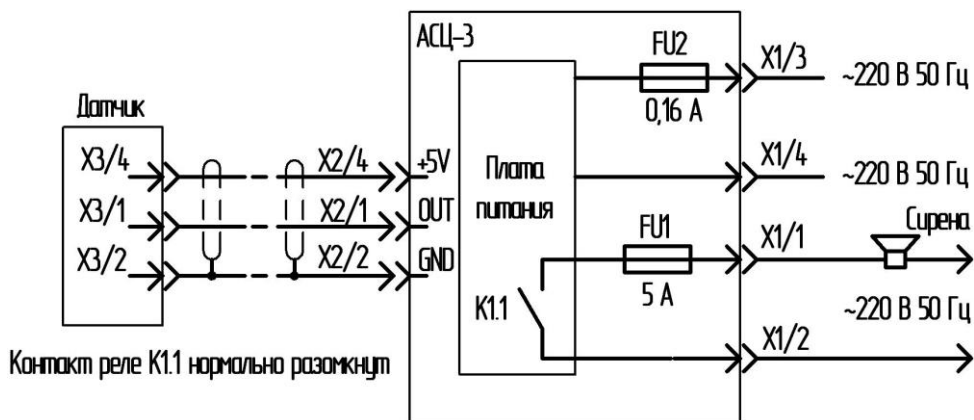 АСЦ-3
FU2
X1/3
~220 В 50 Гц
0,16 А
Датчик
X3/4
X2/4
+5V
Плата
питания
X1/4
~220 В 50 Гц
X3/1
X2/1
OUT
FU1
X1/1
Сирена
X3/2
X2/2
GND
5 А
K1.1
~220 В 50 Гц
X1/2
Контакт реле K1.1 нормально разомкнут